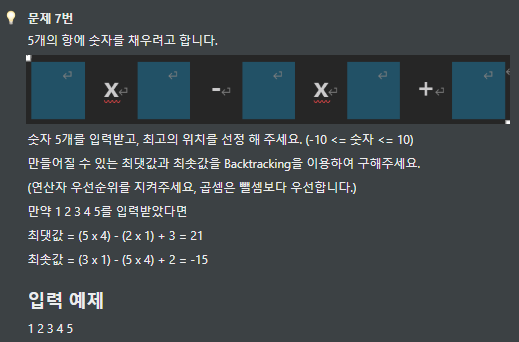 문제 7번
5개의 항에 숫자를 채우려고 합니다.
x - x +
숫자 5개를 입력받고, 최고의 위치를 선정 해 주세요. (-10 <= 숫자 <= 10)
만들어질 수 있는 최댓값과 최솟값을 Backtracking을 이용하여 구해주세요.
(연산자 우선순위를 지켜주세요, 곱셈은 뺄셈보다 우선합니다.)
만약 1 2 3 4 5를 입력받았다면
최댓값 = (5 x 4) - (2 x 1) + 3 = 21
최솟값 = (3 x 1) - (5 x 4) + 2 = -15
입력 예제
1 2 3 4 5